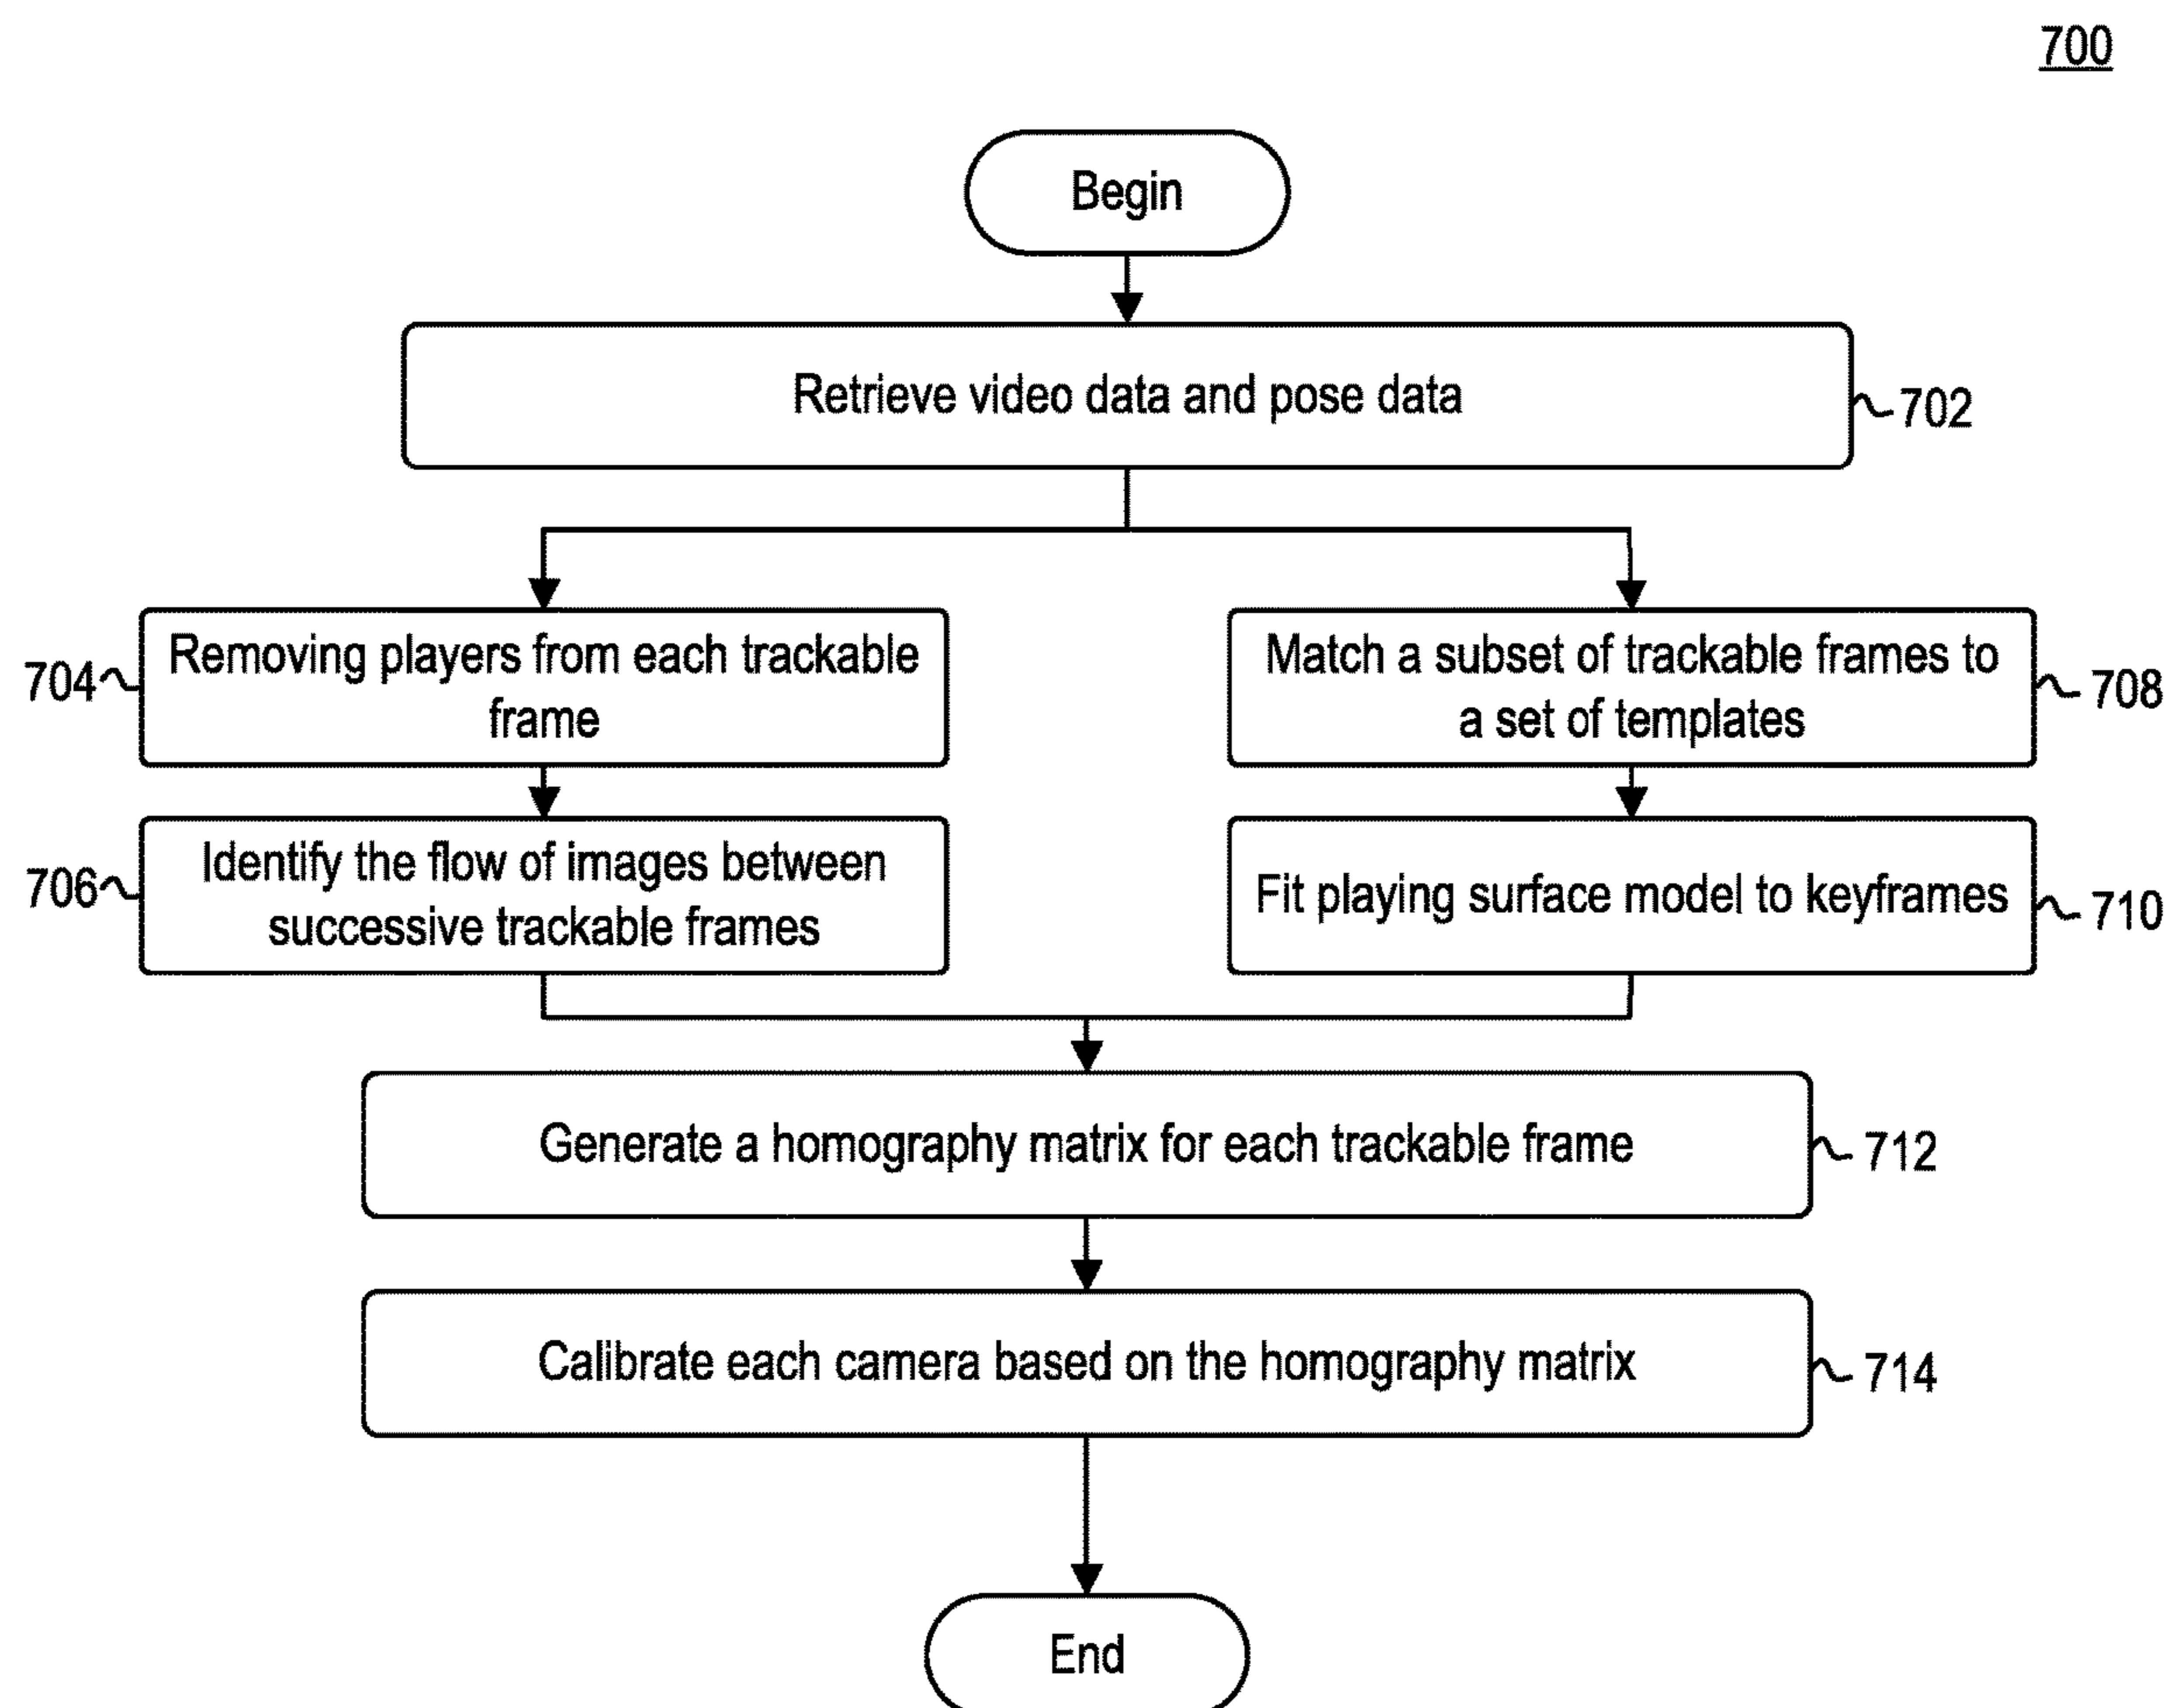 700
Begin
Retrieve video data and pose data
702
704
Removing players from each trackable
frame
Match a subset of trackable frames to
a set of templates
708
706
Identify the flow of images between
successive trackable frames
Fit playing surface model to keyframes
710
Generate a homography matrix for each trackable frame
712
Calibrate each camera based on the homography matrix
714
End